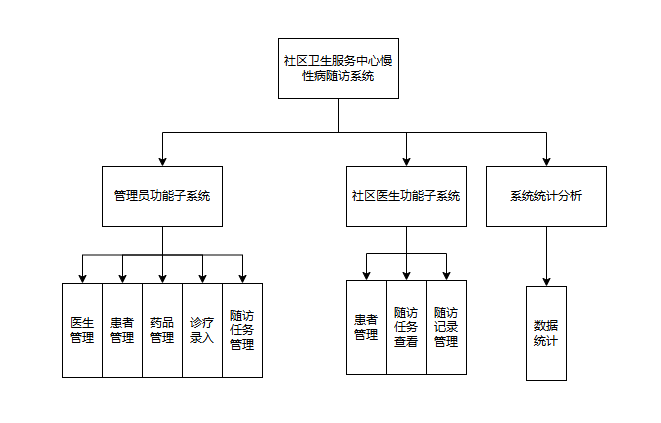 社区卫生服务中心慢
性病随访系统
管理员功能子系统
社区医生功能子系统
系统统计分析
医生
管理
患者
管理
药品
管理
诊疗
录入
随访
任务
管理
患者
管理
随访
任务
查看
随访
记录
管理
数据
统计